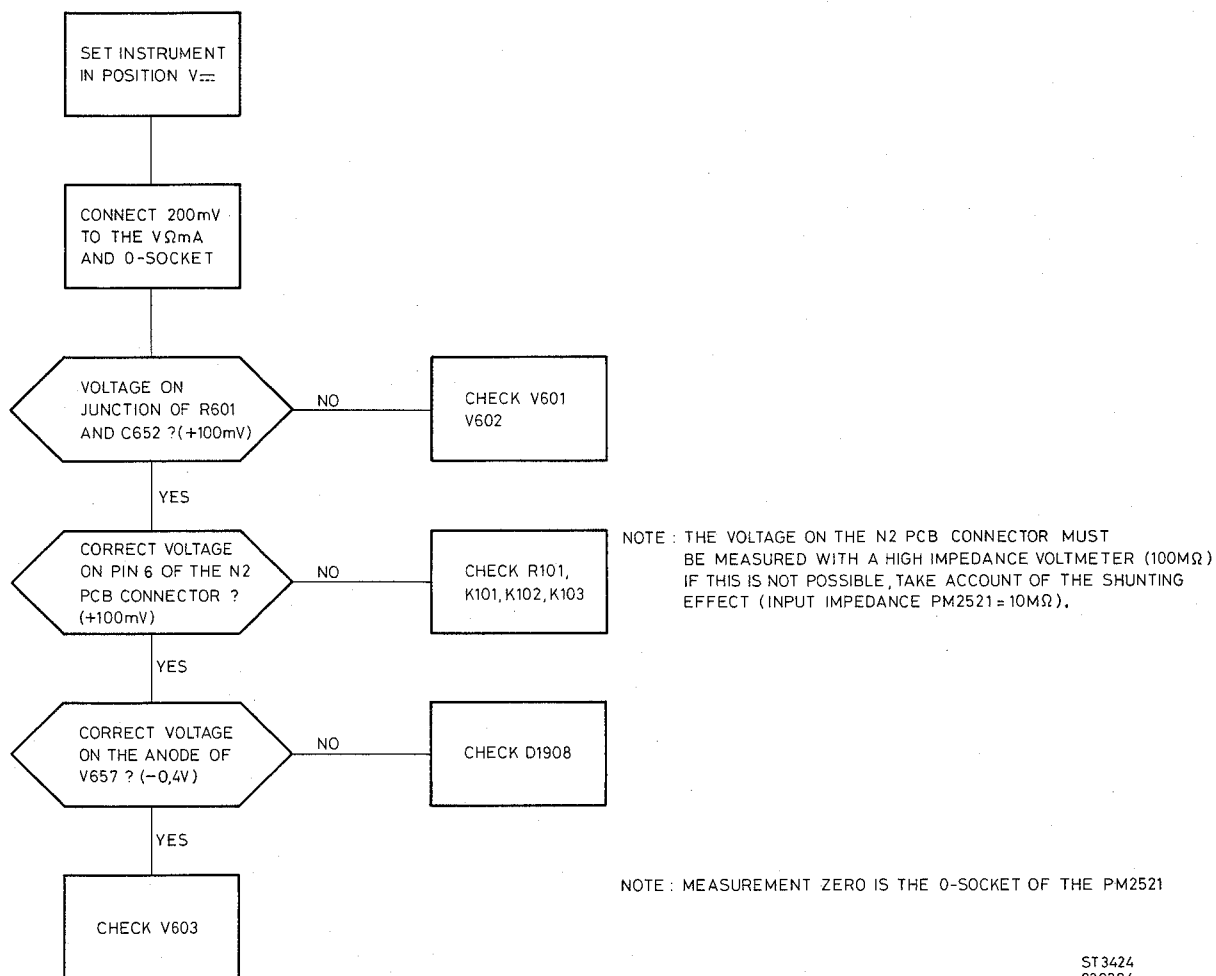 SET INSTRUMENT
IN POSITION V⎓
CONNECT 200mV
TO THE VΩmA
AND 0-SOCKET
VOLTAGE ON
JUNCTION OF R601
AND C652 ?(+100mV)
NO
CHECK V601
V602
YES
CORRECT VOLTAGE
ON PIN 6 OF THE N2
PCB CONNECTOR ?
(+100mV)
NO
CHECK R101,
K101, K102, K103
NOTE : THE VOLTAGE ON THE N2 PCB CONNECTOR MUST
BE MEASURED WITH A HIGH IMPEDANCE VOLTMETER (100MΩ)
IF THIS IS NOT POSSIBLE, TAKE ACCOUNT OF THE SHUNTING
EFFECT (INPUT IMPEDANCE PM2521 = 10MΩ).
YES
CORRECT VOLTAGE
ON THE ANODE OF
V657 ? (-0,4V)
NO
CHECK D1908
YES
CHECK V603
NOTE : MEASUREMENT ZERO IS THE 0-SOCKET OF THE PM2521
ST3424